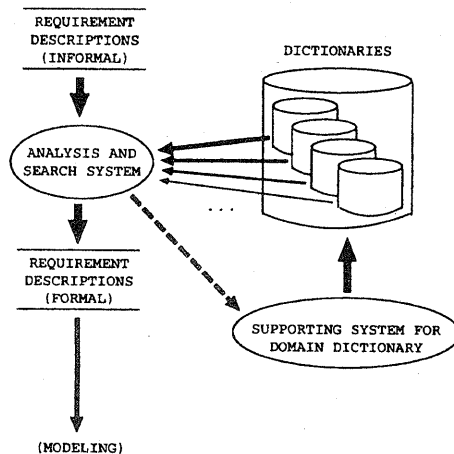 REQUIREMENT
DESCRIPTIONS
(INFORMAL)
DICTIONARIES
ANALYSIS AND
SEARCH SYSTEM
...
REQUIREMENT
DESCRIPTIONS
(FORMAL)
SUPPORTING SYSTEM FOR
DOMAIN DICTIONARY
(MODELING)